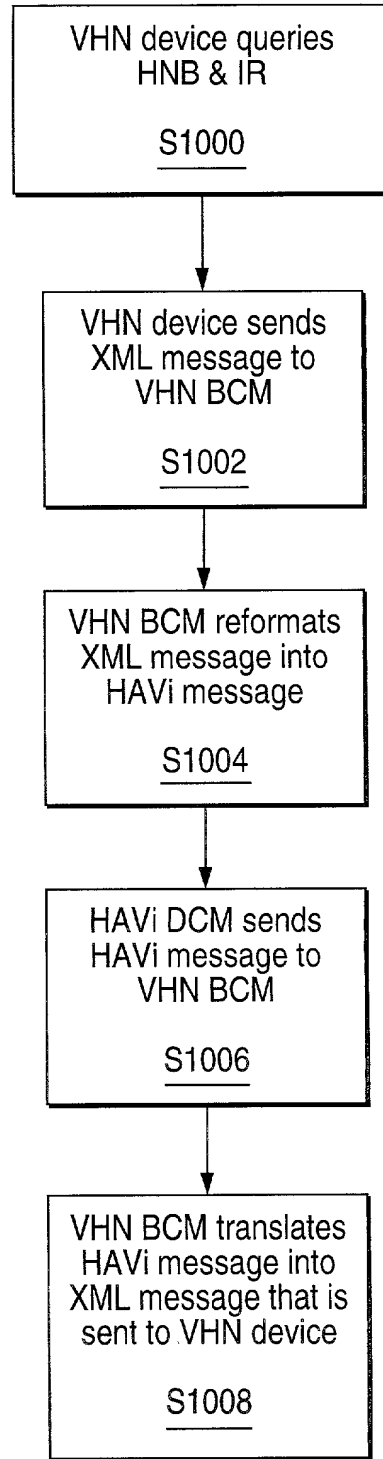 VHN device queries
HNB & IR
S1000
VHN device sends
XML message to
VHN BCM
S1002
VHN BCM reformats
XML message into
HAVi message
S1004
HAVi DCM sends
HAVi message to
VHN BCM
S1006
VHN BCM translates
HAVi message into
XML message that is
sent to VHN device
S1008